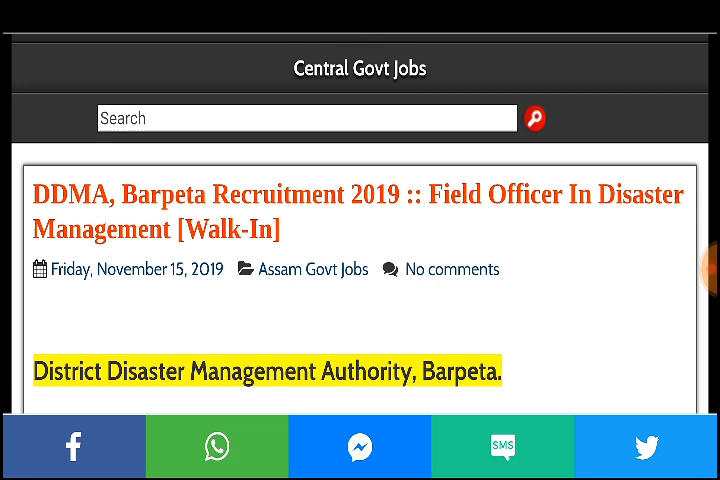 Central Govt Jobs
Search
DDMA, Barpeta Recruitment 2019 :: Field Officer In Disaster
Management [Walk-In]
Friday, November 15, 2019 Assam Govt Jobs No comments
District Disaster Management Authority, Barpeta.
SMS